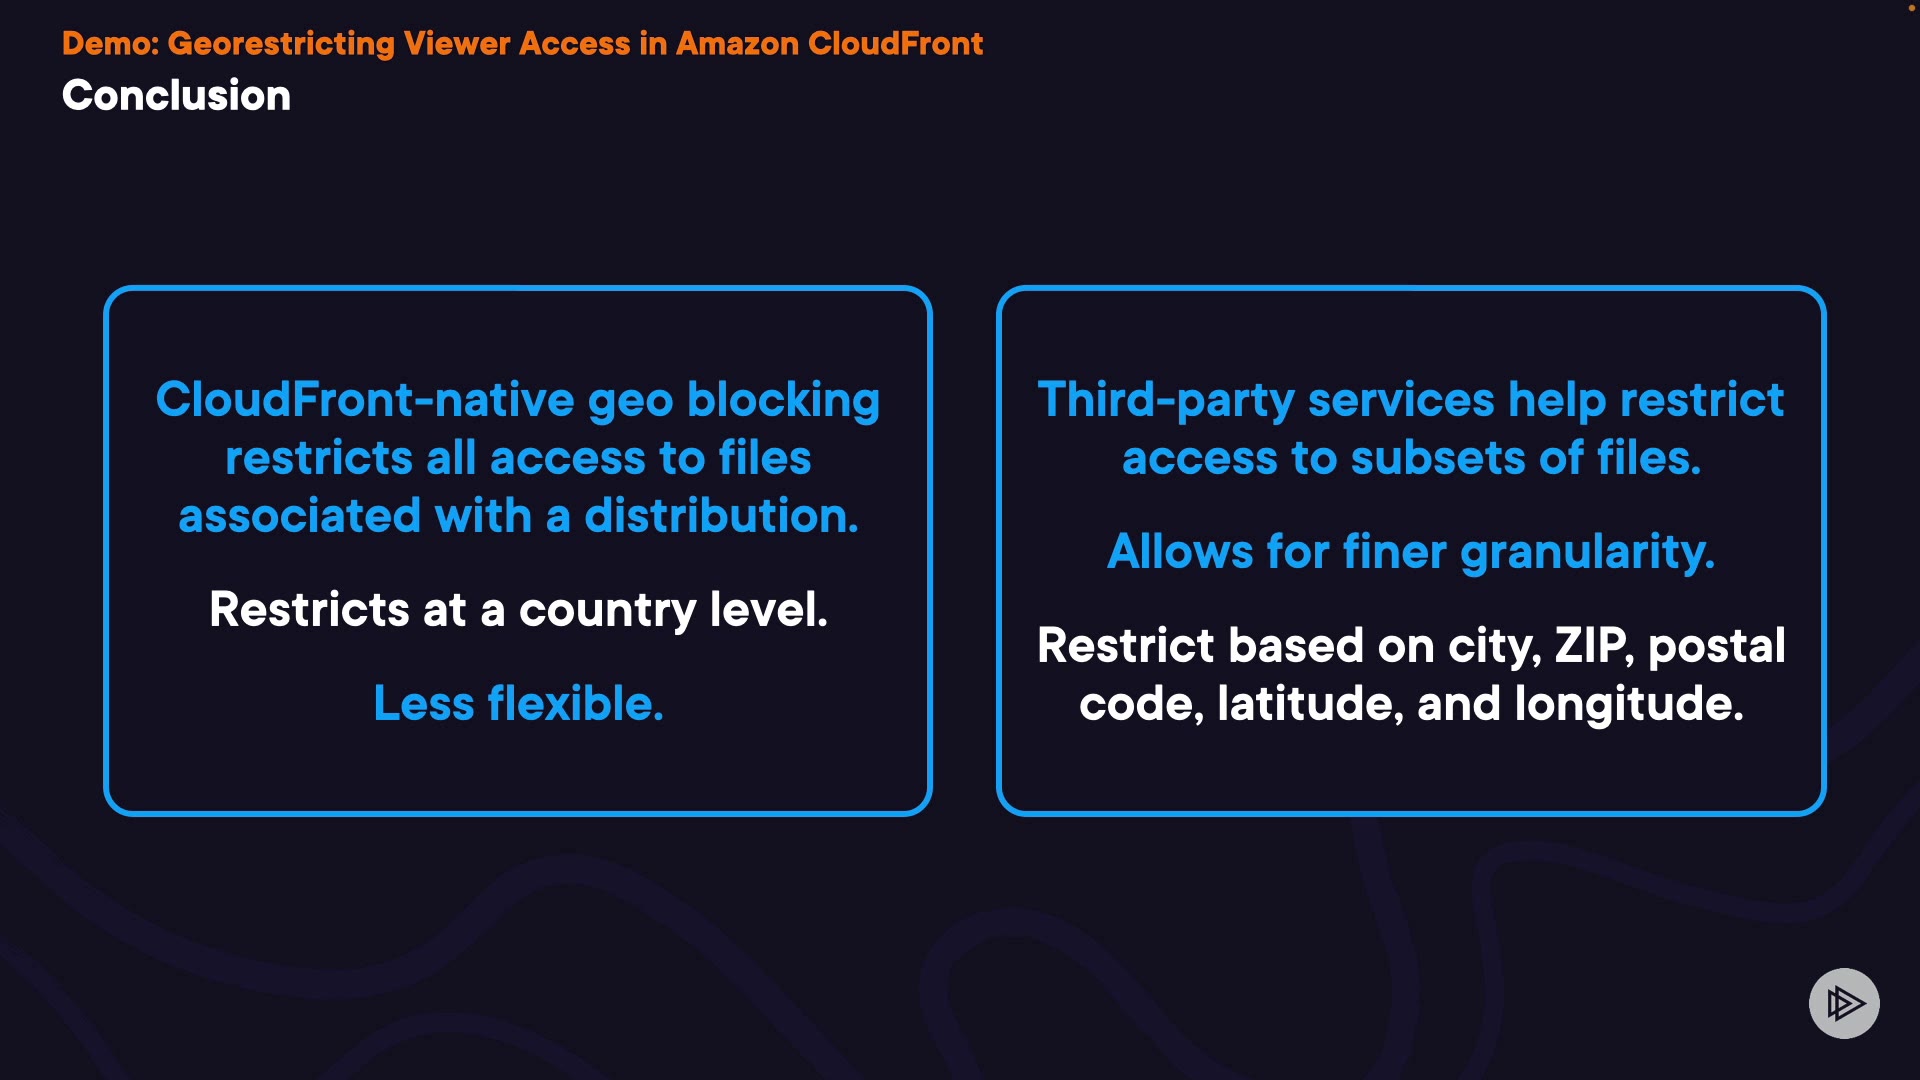 Demo: Georestricting Viewer Access in Amazon CloudFront
Conclusion
CloudFront-native geo blocking
restricts all access to files
associated with a distribution.
Restricts at a country level.
Less flexible.
Third-party services help restrict
access to subsets of files.
Allows for finer granularity.
Restrict based on city, ZIP, postal
code, latitude, and longitude.